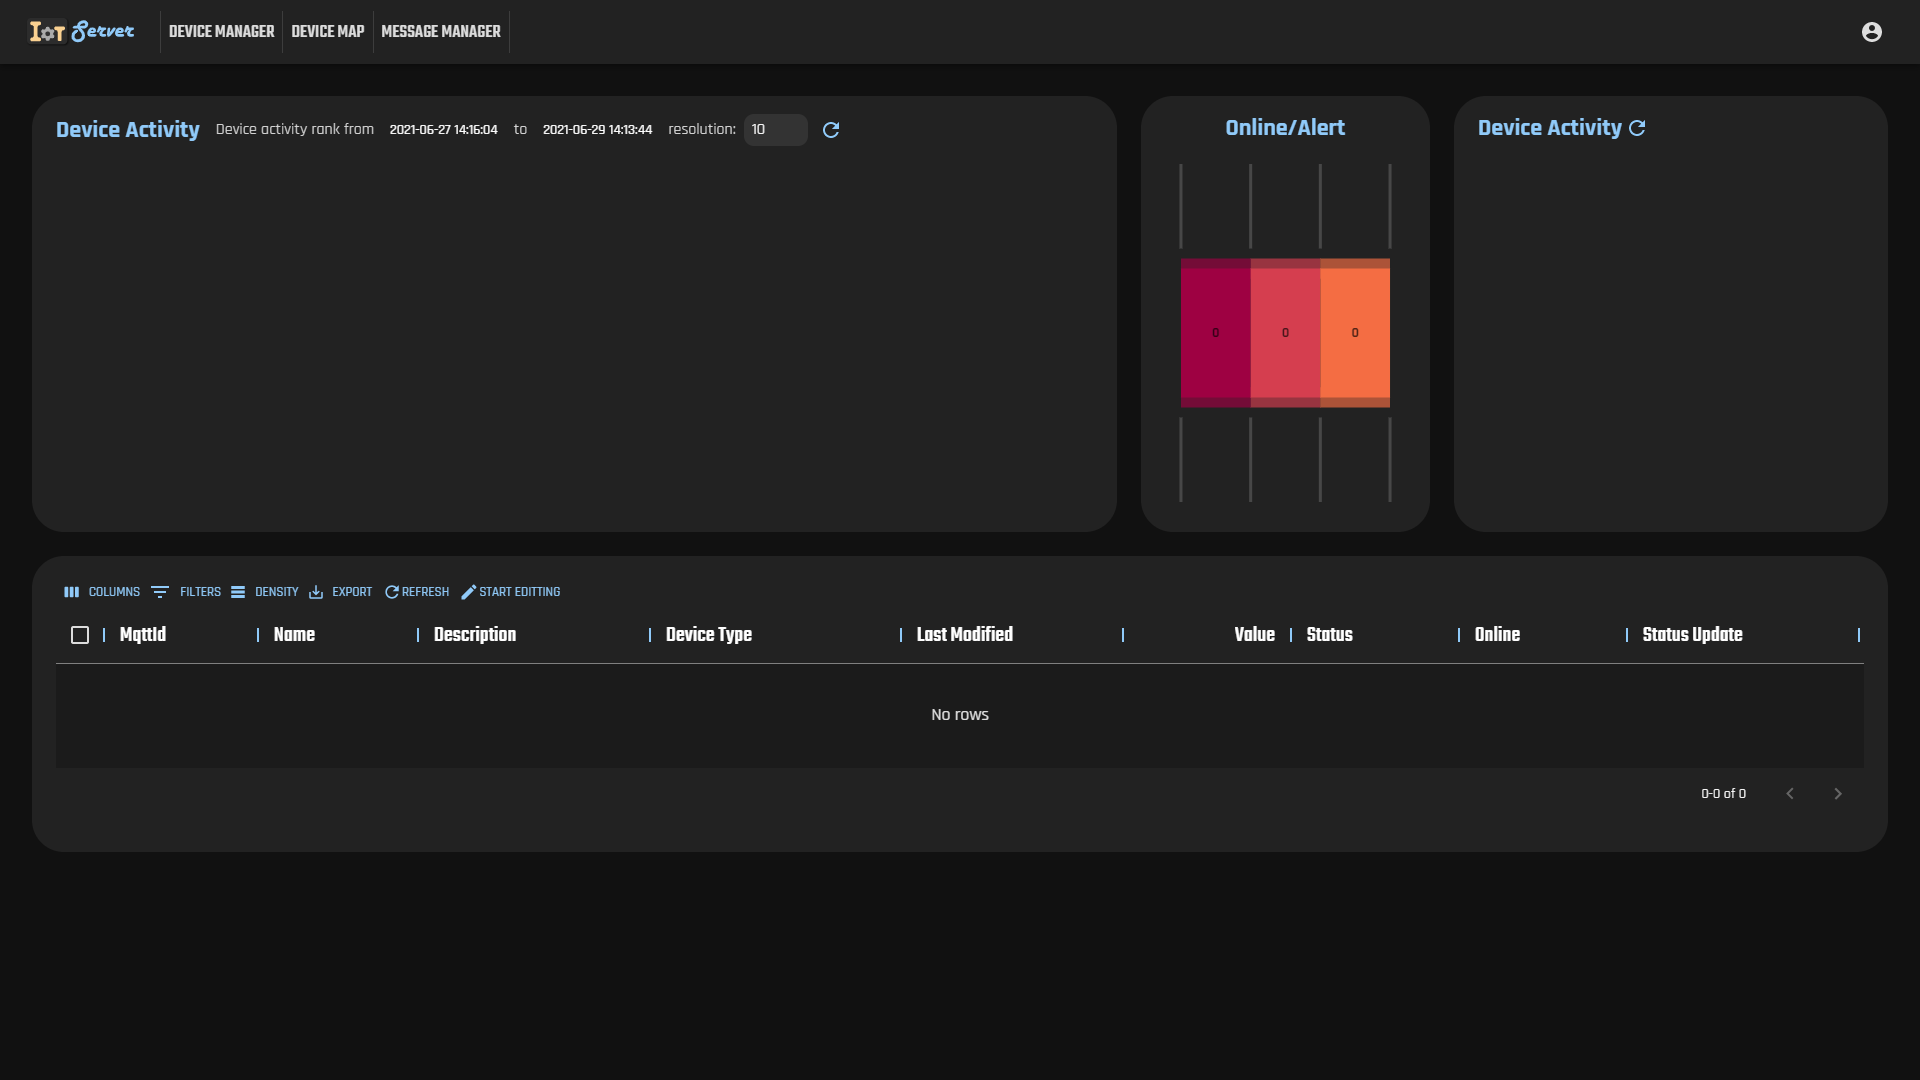 IoT Server DEVICE MANAGER DEVICE MAP MESSAGE MANAGER
Device Activity Device activity rank from 2021-06-27 14:16:04 to 2021-06-29 14:13:44 resolution: 10
Online/Alert
0 0 0
Device Activity
COLUMNS FILTERS DENSITY EXPORT REFRESH START EDITTING
MqttId Name Description Device Type Last Modified Value Status Online Status Update
No rows
0-0 of 0